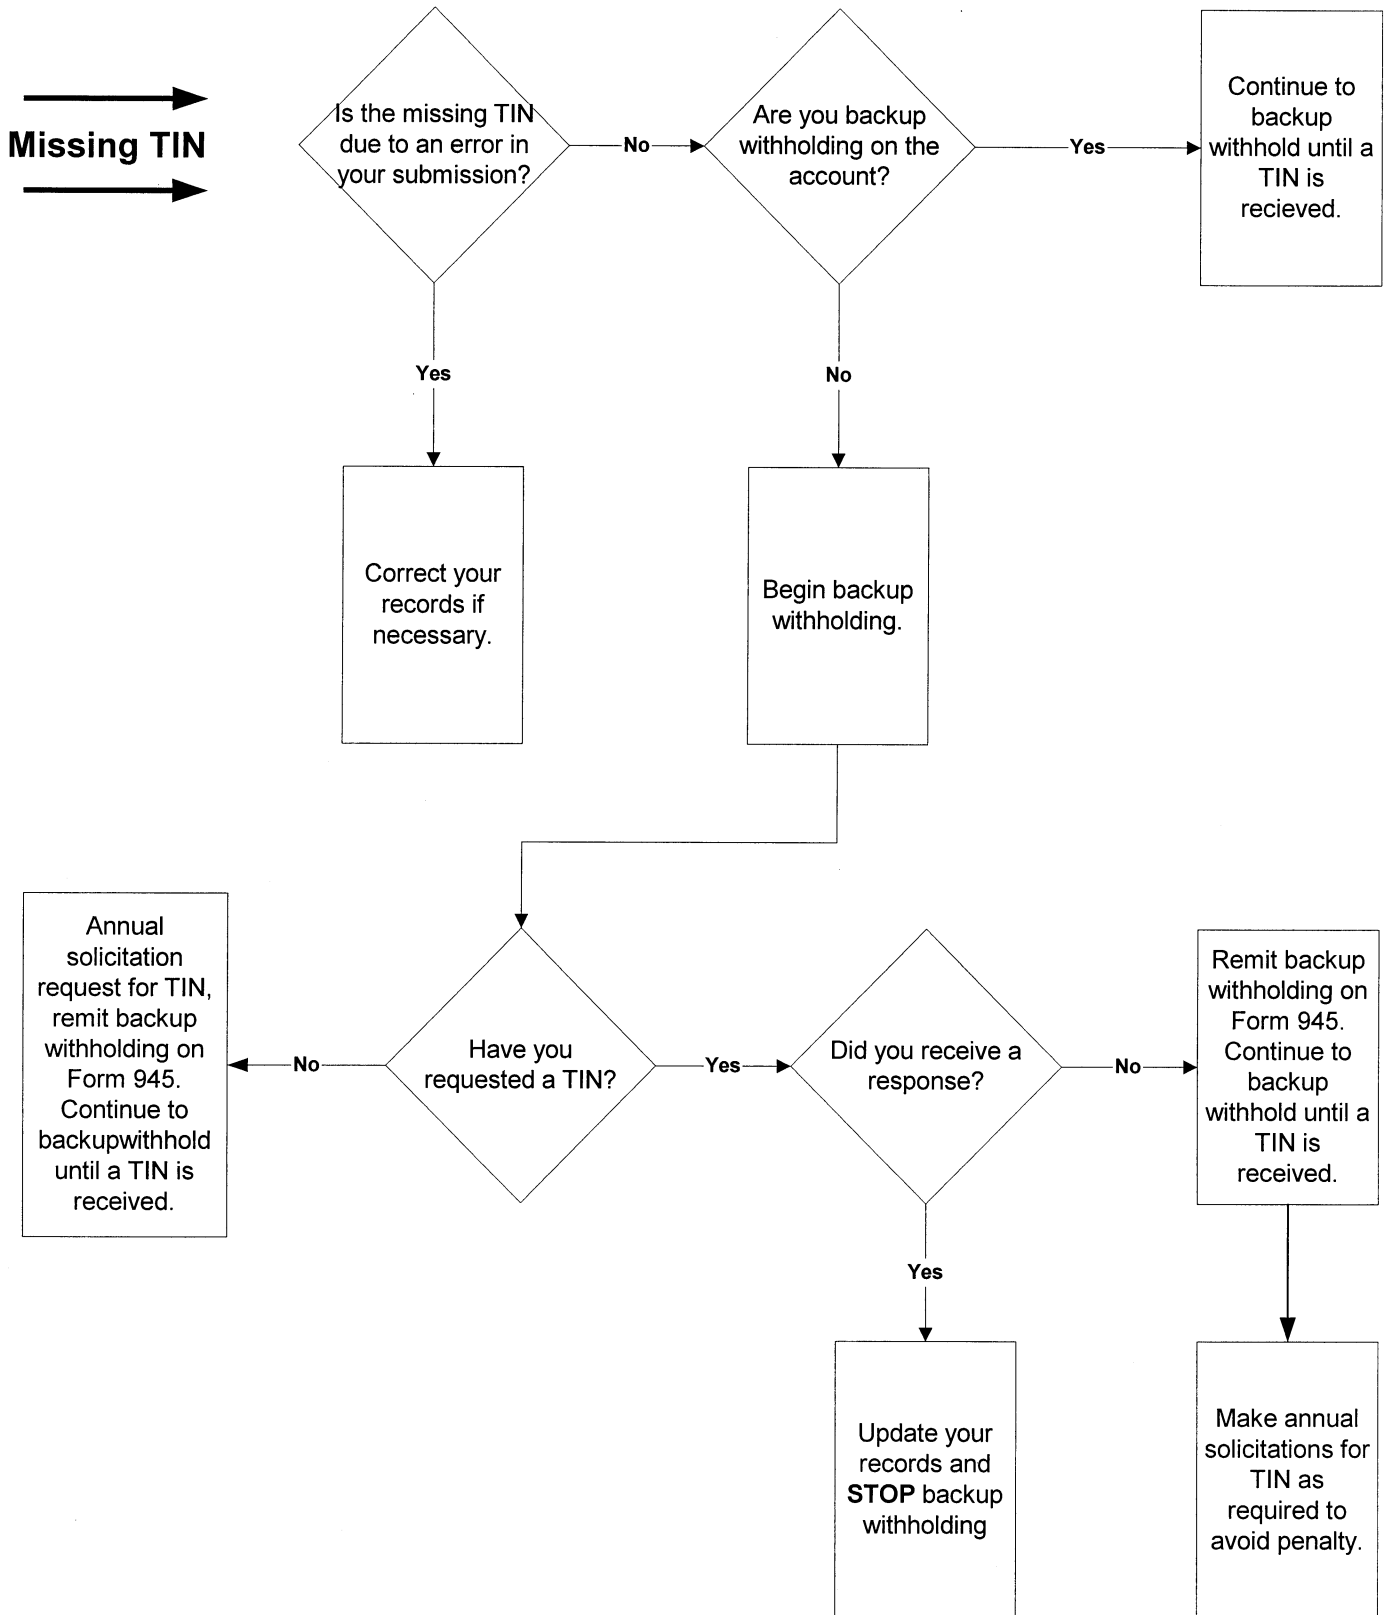 Missing TIN
Is the missing TIN
due to an error in
your submission?
No
Are you backup
withholding on the
account?
Yes
Continue to
backup
withhold until a
TIN is
recieved.
Yes
No
Correct your
records if
necessary.
Begin backup
withholding.
Annual
solicitation
request for TIN,
remit backup
withholding on
Form 945.
Continue to
backupwithhold
until a TIN is
received.
No
Have you
requested a TIN?
Yes
Did you receive a
response?
No
Remit backup
withholding on
Form 945.
Continue to
backup
withhold until a
TIN is
received.
Yes
Update your
records and
STOP backup
withholding
Make annual
solicitations for
TIN as
required to
avoid penalty.